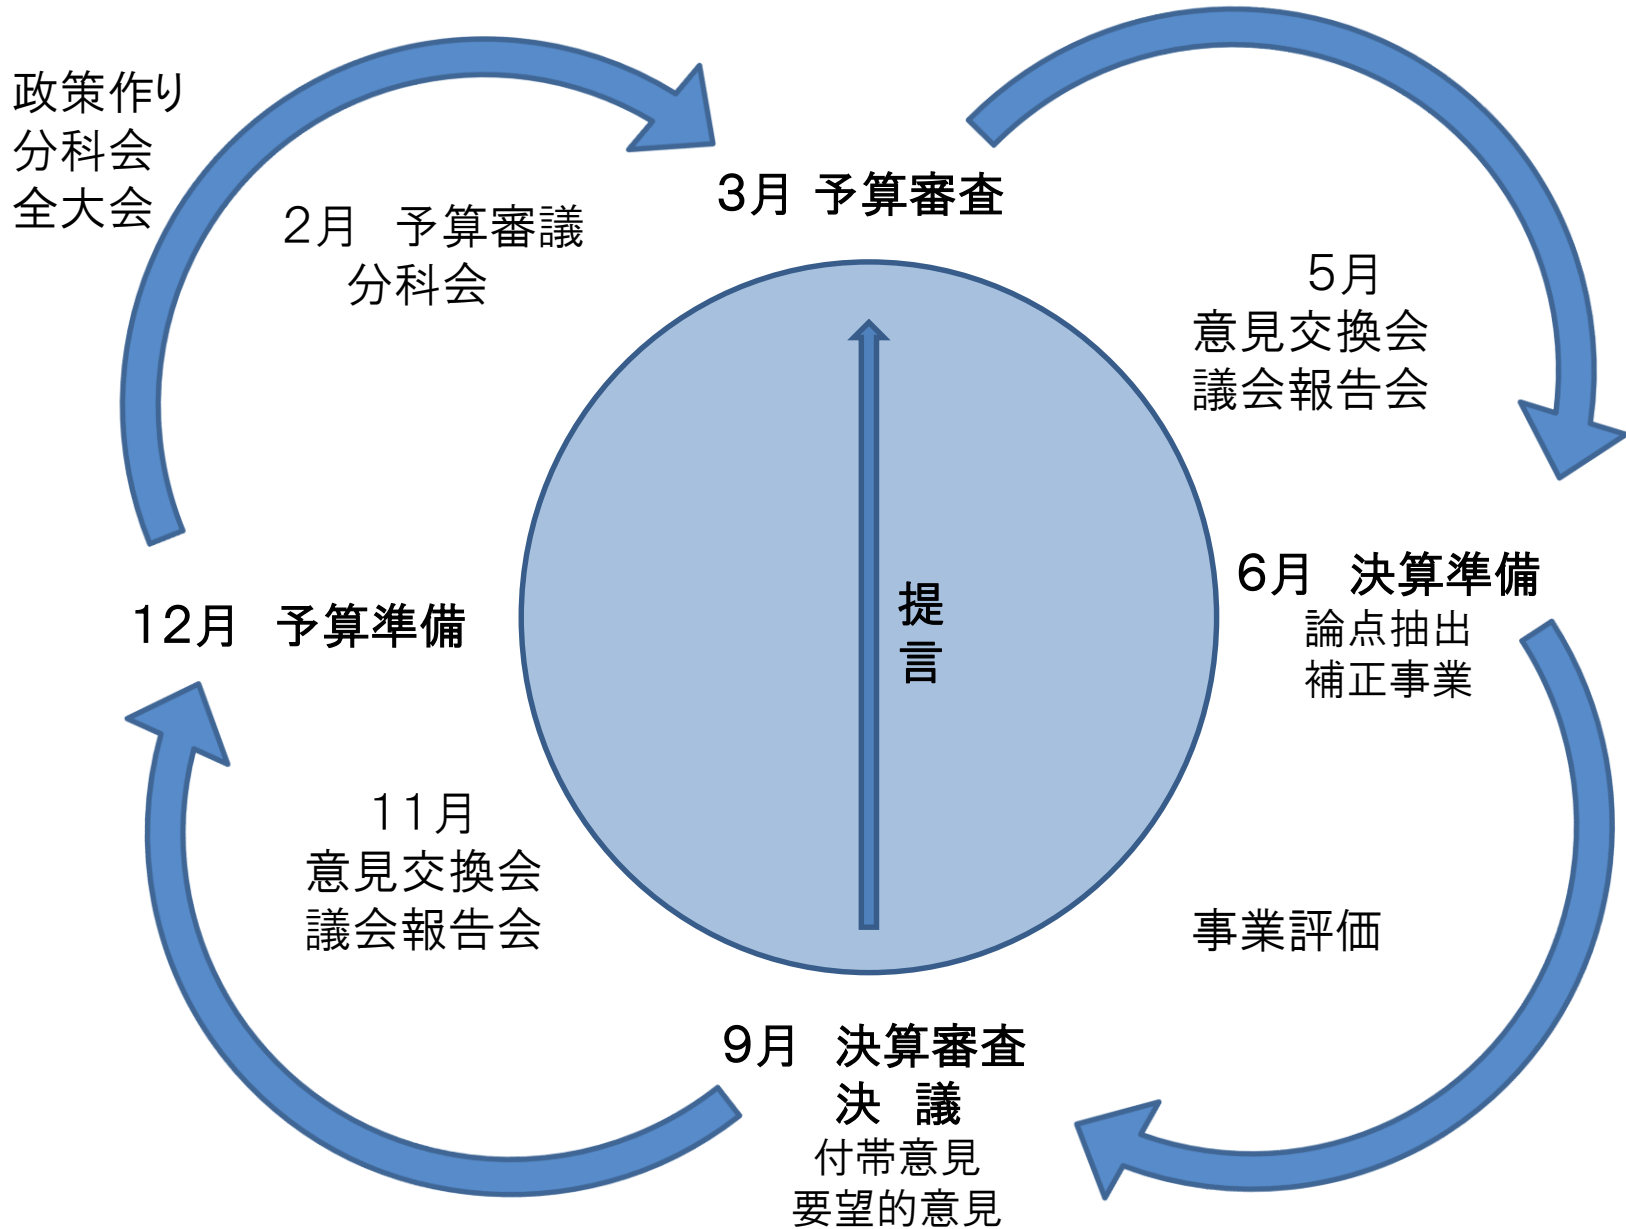 政策作り
分科会
全大会
2月　予算審議
分科会
3月 予算審査
5月
意見交換会
議会報告会
6月　決算準備
論点抽出
補正事業
提
言
12月　予算準備
11月
意見交換会
議会報告会
事業評価
9月　決算審査
決　議
付帯意見
要望的意見